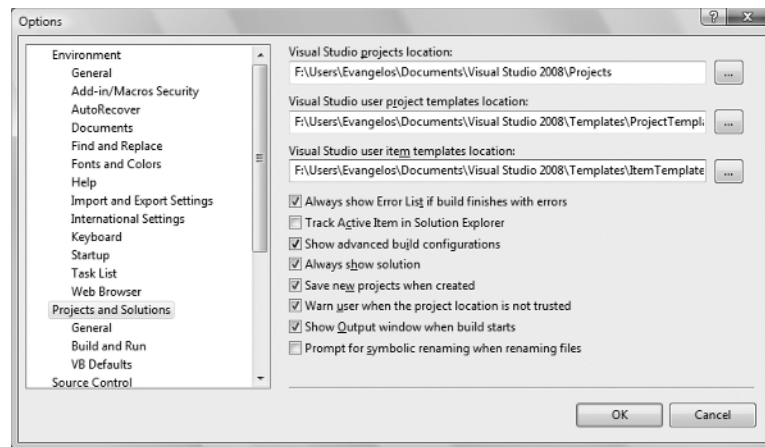 Options
Environment
General
Add-in/Macros Security
AutoRecover
Documents
Find and Replace
Fonts and Colors
Help
Import and Export Settings
International Settings
Keyboard
Startup
Task List
Web Browser
Projects and Solutions
General
Build and Run
VB Defaults
Source Control
Visual Studio projects location:
F:\Users\Evangelos\Documents\Visual Studio 2008\Projects
...
Visual Studio user project templates location:
F:\Users\Evangelos\Documents\Visual Studio 2008\Templates\ProjectTempl
...
Visual Studio user item templates location:
F:\Users\Evangelos\Documents\Visual Studio 2008\Templates\ItemTemplate
...
Always show Error List if build finishes with errors
Track Active Item in Solution Explorer
Show advanced build configurations
Always show solution
Save new projects when created
Warn user when the project location is not trusted
Show Output window when build starts
Prompt for symbolic renaming when renaming files
OK
Cancel